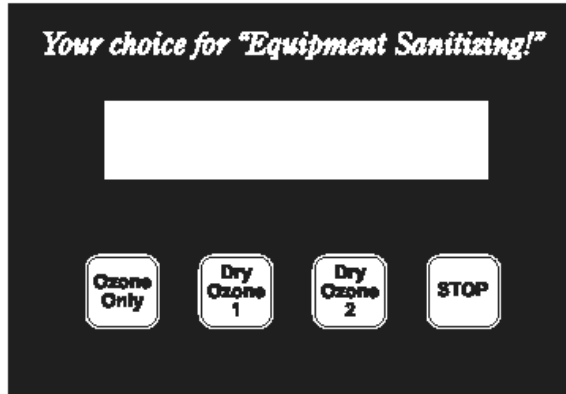 Your choice for "Equipment Sanitizing!"
Ozone
Only
Dry
Ozone
1
Dry
Ozone
2
STOP